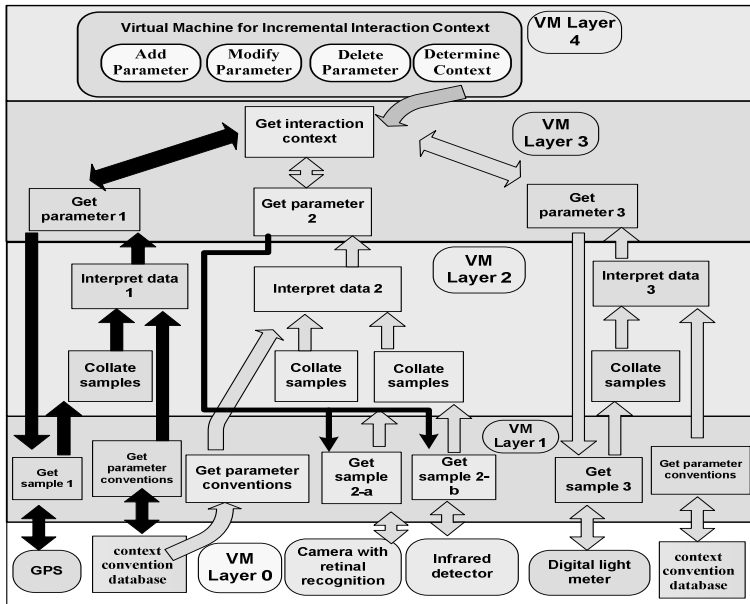 Virtual Machine for Incremental Interaction Context
VM Layer
4
Add
Parameter
Modify
Parameter
Delete
Parameter
Determine
Context
Get interaction
context
VM
Layer 3
Get
parameter 1
Get parameter
2
Get
parameter 3
VM
Layer 2
Interpret data
1
Interpret data 2
Interpret data
3
Collate
samples
Collate
samples
Collate
samples
Collate
samples
VM
Layer 1
Get
sample 1
Get
parameter
conventions
Get parameter
conventions
Get
sample
2-a
Get
sample 2-
b
Get
sample 3
Get parameter
conventions
GPS
context
convention
database
VM
Layer 0
Camera with
retinal
recognition
Infrared
detector
Digital light
meter
context
convention
database